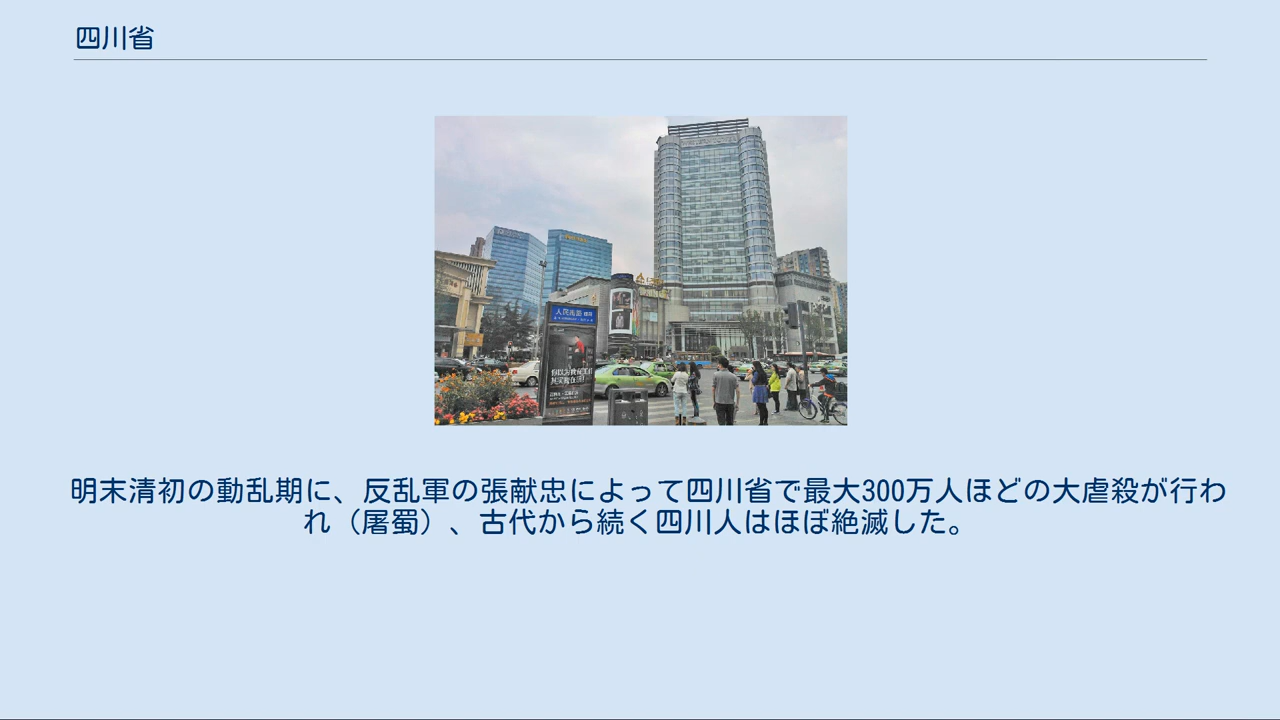 四川省
人民南路
明末清初の動乱期に、反乱軍の張献忠によって四川省で最大300万人ほどの大虐殺が行わ
れ（屠蜀）、古代から続く四川人はほぼ絶滅した。